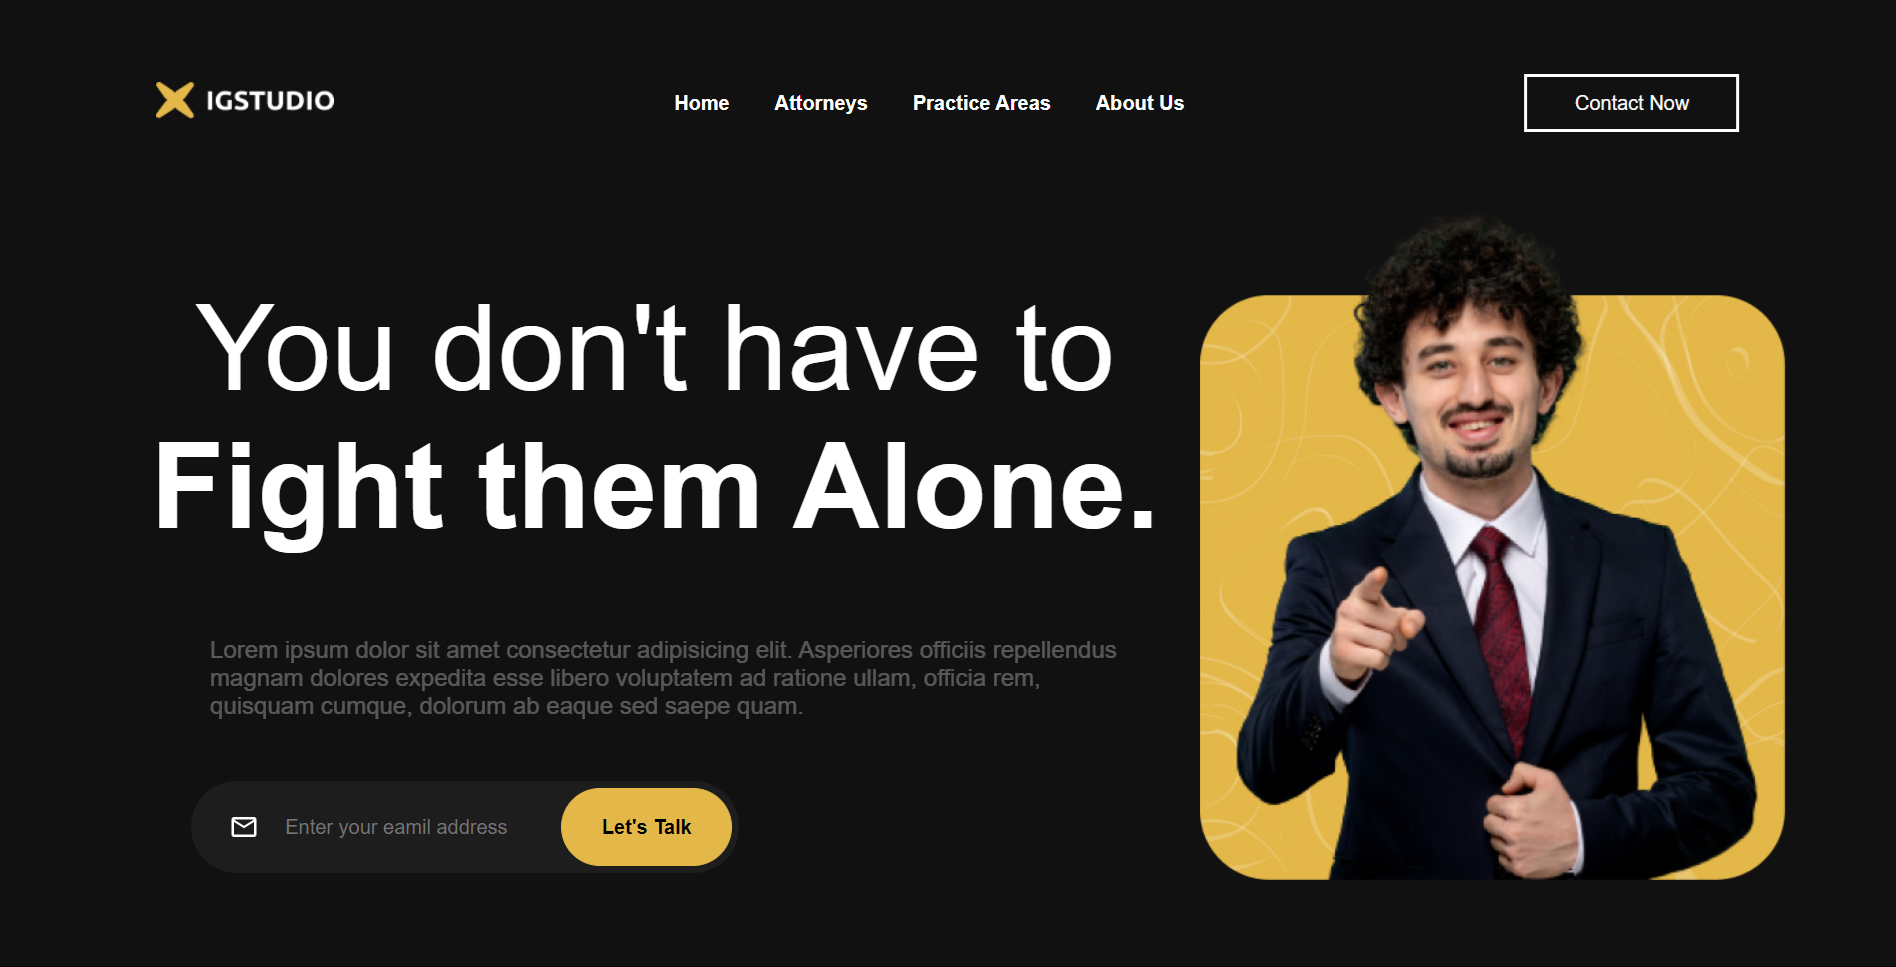 IGSTUDIO
Home Attorneys Practice Areas About Us
Contact Now
You don't have to
Fight them Alone.
Lorem ipsum dolor sit amet consectetur adipisicing elit. Asperiores officiis repellendus
magnam dolores expedita esse libero voluptatem ad ratione ullam, officia rem,
quisquam cumque, dolorum ab eaque sed saepe quam.
Enter your eamil address
Let's Talk